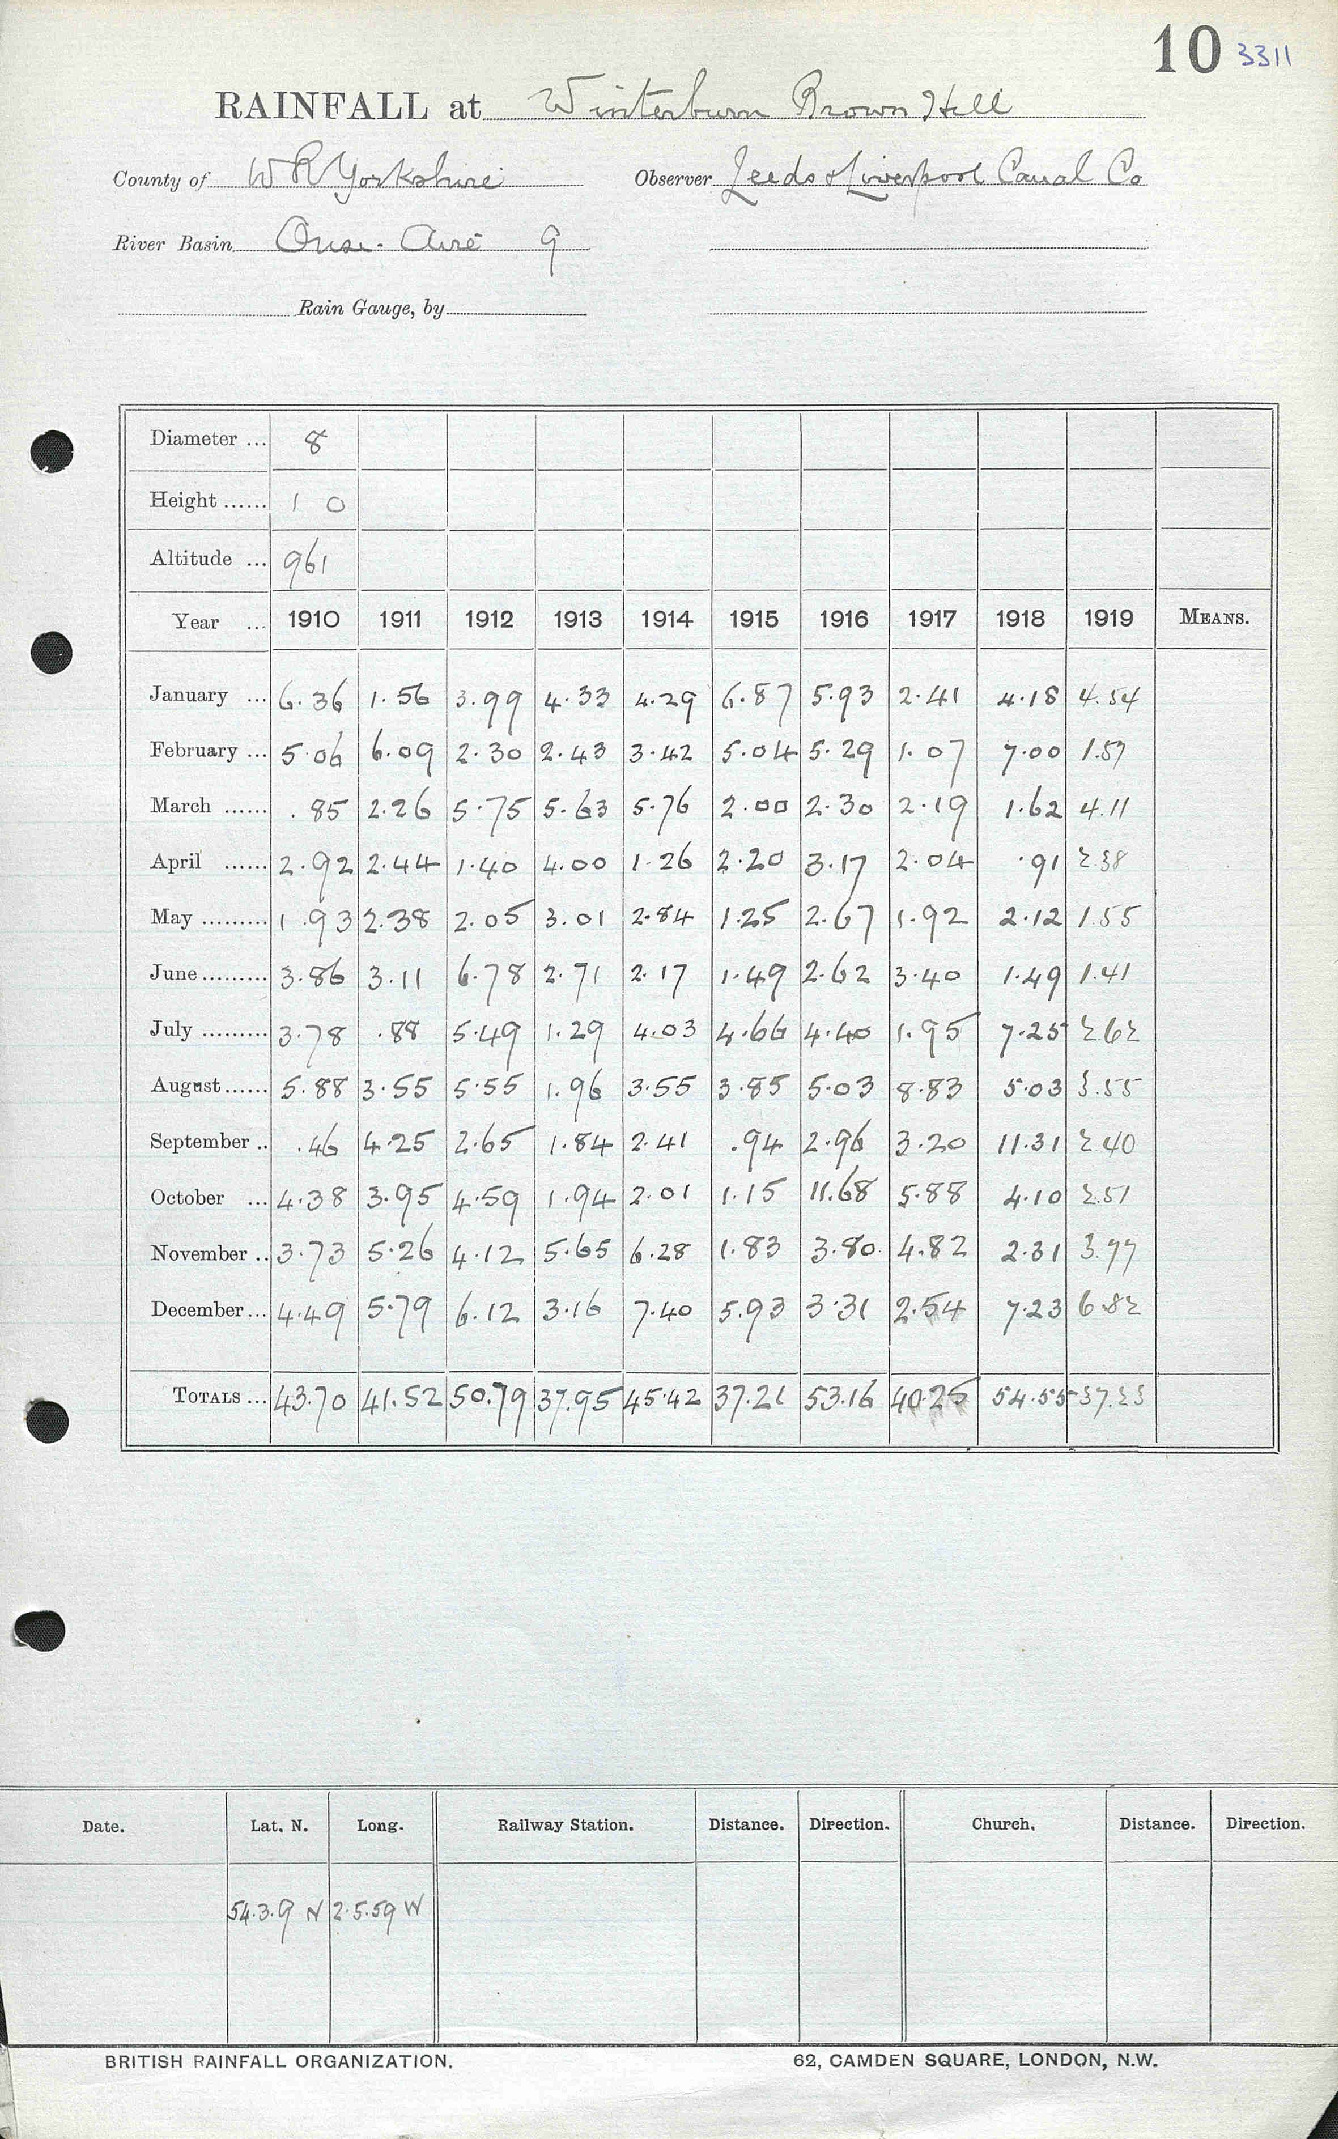 10 3311
RAINFALL at Winterburn Brown Hill
County of W R Yorkshire Observer Leeds & Liverpool Canal Co
River Basin Ouse - Aire 9
Rain Gauge, by
Diameter ... 8
Height ...... 1 0
Altitude ... 961
Year ... 1910 1911 1912 1913 1914 1915 1916 1917 1918 1919 MEANS.
January ... 6.36 1.56 3.99 4.33 4.29 6.87 5.93 2.41 4.18 4.54
February ... 5.06 6.09 2.30 2.43 3.42 5.04 5.29 1.07 7.00 1.57
March ...... .85 2.26 5.75 5.63 5.76 2.00 2.30 2.19 1.62 4.11
April ...... 2.92 2.44 1.40 4.00 1.26 2.20 3.17 2.04 .91 2.38
May ......... 1.93 2.38 2.05 3.01 2.84 1.25 2.67 1.92 2.12 1.55
June ......... 3.86 3.11 6.78 2.71 2.17 1.49 2.62 3.40 1.49 1.41
July ......... 3.78 .88 5.49 1.29 4.03 4.66 4.40 1.95 7.25 2.62
August ...... 5.88 3.55 5.55 1.96 3.55 3.85 5.03 8.83 5.03 3.55
September .. .46 4.25 2.65 1.84 2.41 .94 2.96 3.20 11.31 2.40
October ... 4.38 3.95 4.59 1.94 2.01 1.15 11.68 5.88 4.10 2.51
November .. 3.73 5.26 4.12 5.65 6.28 1.83 3.80 4.82 2.31 3.77
December ... 4.49 5.79 6.12 3.16 7.40 5.93 3.31 2.54 7.23 6.82
TOTALS ... 43.70 41.52 50.79 37.95 45.42 37.21 53.16 40.25 54.55 37.23
Date. Lat. N. Long. Railway Station. Distance. Direction. Church. Distance. Direction.
54.3.9 N 2.5.59 W
BRITISH RAINFALL ORGANIZATION. 62, CAMDEN SQUARE, LONDON, N.W.